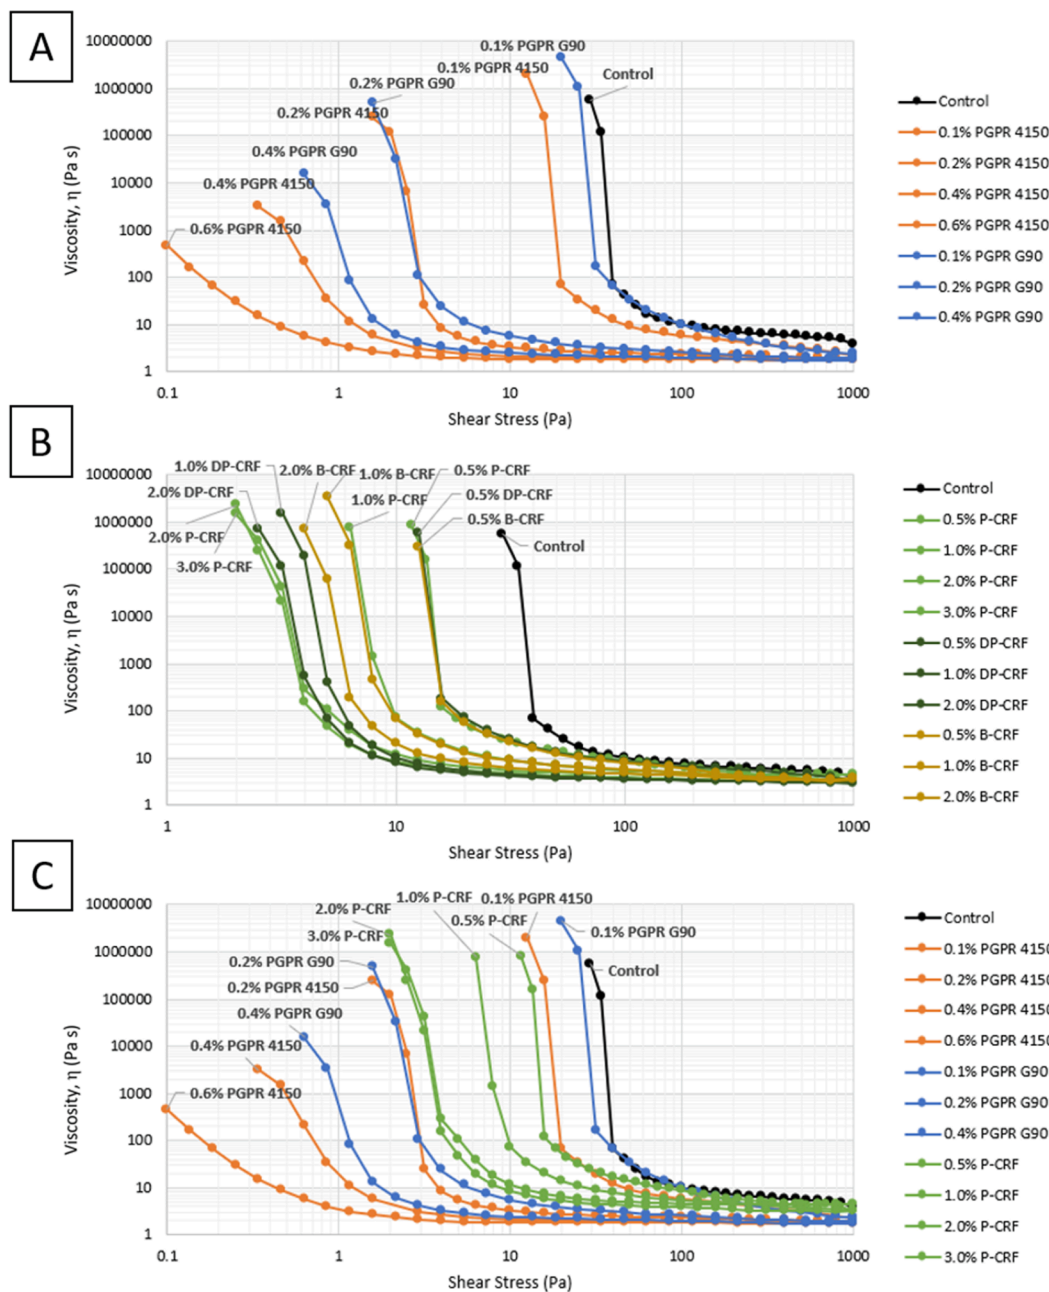 A
10000000
1000000
100000
10000
1000
100
10
1
0.1
1
10
100
1000
Viscosity, η (Pa s)
Shear Stress (Pa)
0.1% PGPR G90
0.1% PGPR 4150
Control
0.2% PGPR G90
0.2% PGPR 4150
0.4% PGPR G90
0.4% PGPR 4150
0.6% PGPR 4150
Control
0.1% PGPR 4150
0.2% PGPR 4150
0.4% PGPR 4150
0.6% PGPR 4150
0.1% PGPR G90
0.2% PGPR G90
0.4% PGPR G90
B
10000000
1000000
100000
10000
1000
100
10
1
1
10
100
1000
Viscosity, η (Pa s)
Shear Stress (Pa)
1.0% DP-CRF
2.0% B-CRF
1.0% B-CRF
0.5% P-CRF
2.0% DP-CRF
1.0% P-CRF
0.5% DP-CRF
0.5% B-CRF
2.0% P-CRF
Control
3.0% P-CRF
Control
0.5% P-CRF
1.0% P-CRF
2.0% P-CRF
3.0% P-CRF
0.5% DP-CRF
1.0% DP-CRF
2.0% DP-CRF
0.5% B-CRF
1.0% B-CRF
2.0% B-CRF
C
10000000
1000000
100000
10000
1000
100
10
1
0.1
1
10
100
1000
Viscosity, η (Pa s)
Shear Stress (Pa)
1.0% P-CRF
0.1% PGPR 4150
2.0% P-CRF
0.5% P-CRF
0.1% PGPR G90
3.0% P-CRF
0.2% PGPR G90
Control
0.2% PGPR 4150
0.4% PGPR G90
0.4% PGPR 4150
0.6% PGPR 4150
Control
0.1% PGPR 4150
0.2% PGPR 4150
0.4% PGPR 4150
0.6% PGPR 4150
0.1% PGPR G90
0.2% PGPR G90
0.4% PGPR G90
0.5% P-CRF
1.0% P-CRF
2.0% P-CRF
3.0% P-CRF